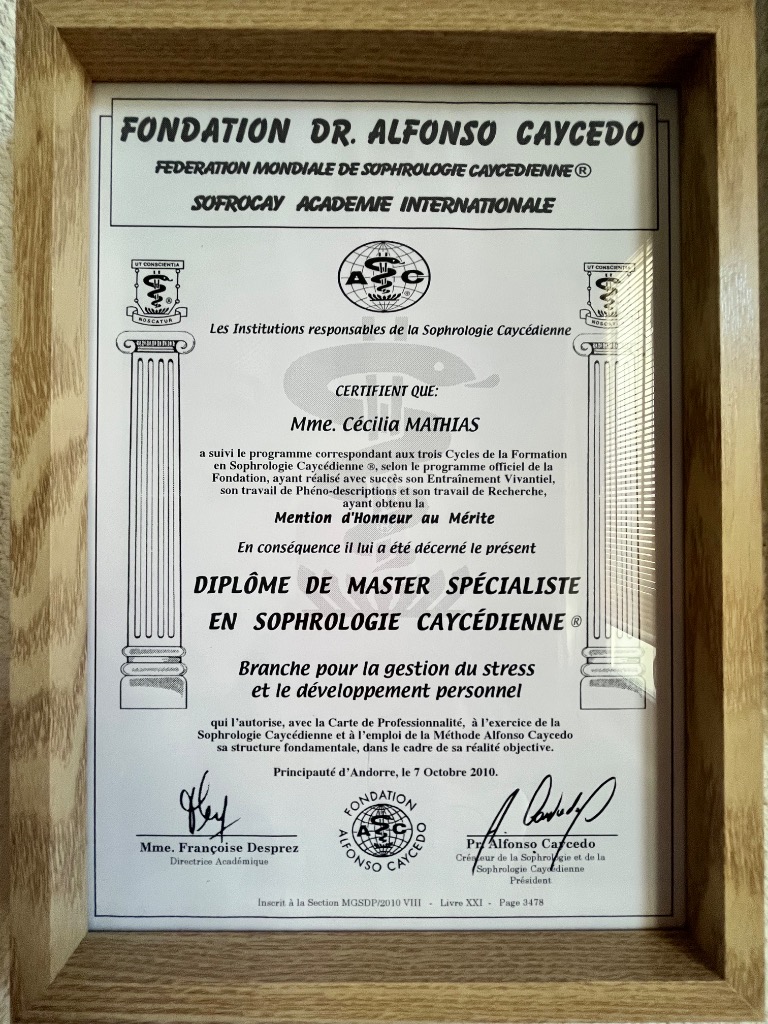 FONDATION DR. ALFONSO CAYCEDO
FEDERATION MONDIALE DE SOPHROLOGIE CAYCEDIENNE®
SOFROCAY ACADEMIE INTERNATIONALE
UT CONSCIENTIA
NOSCATUR
®
UT CONSCIENTIA
NOSCATUR
A C
®
Les Institutions responsables de la Sophrologie Caycédienne
CERTIFIENT QUE:
Mme. Cécilia MATHIAS
a suivi le programme correspondant aux trois Cycles de la Formation
en Sophrologie Caycédienne ®, selon le programme officiel de la
Fondation, ayant réalisé avec succès son Entraînement Vivantiel,
son travail de Phéno-descriptions et son travail de Recherche,
ayant obtenu la
Mention d'Honneur au Mérite
En conséquence il lui a été décerné le présent
DIPLÔME DE MASTER SPÉCIALISTE
EN SOPHROLOGIE CAYCÉDIENNE ®
Branche pour la gestion du stress
et le développement personnel
qui l'autorise, avec la Carte de Professionnalité, à l'exercice de la
Sophrologie Caycédienne et à l'emploi de la Méthode Alfonso Caycedo
sa structure fondamentale, dans le cadre de sa réalité objective.
Principauté d'Andorre, le 7 Octobre 2010.
FONDATION
A C
ALFONSO CAYCEDO
Mme. Françoise Desprez
Directrice Académique
Pr. Alfonso Caycedo
Créateur de la Sophrologie et de la
Sophrologie Caycédienne
Président
Inscrit à la Section MGSDP/2010 VIII - Livre XXI - Page 3478